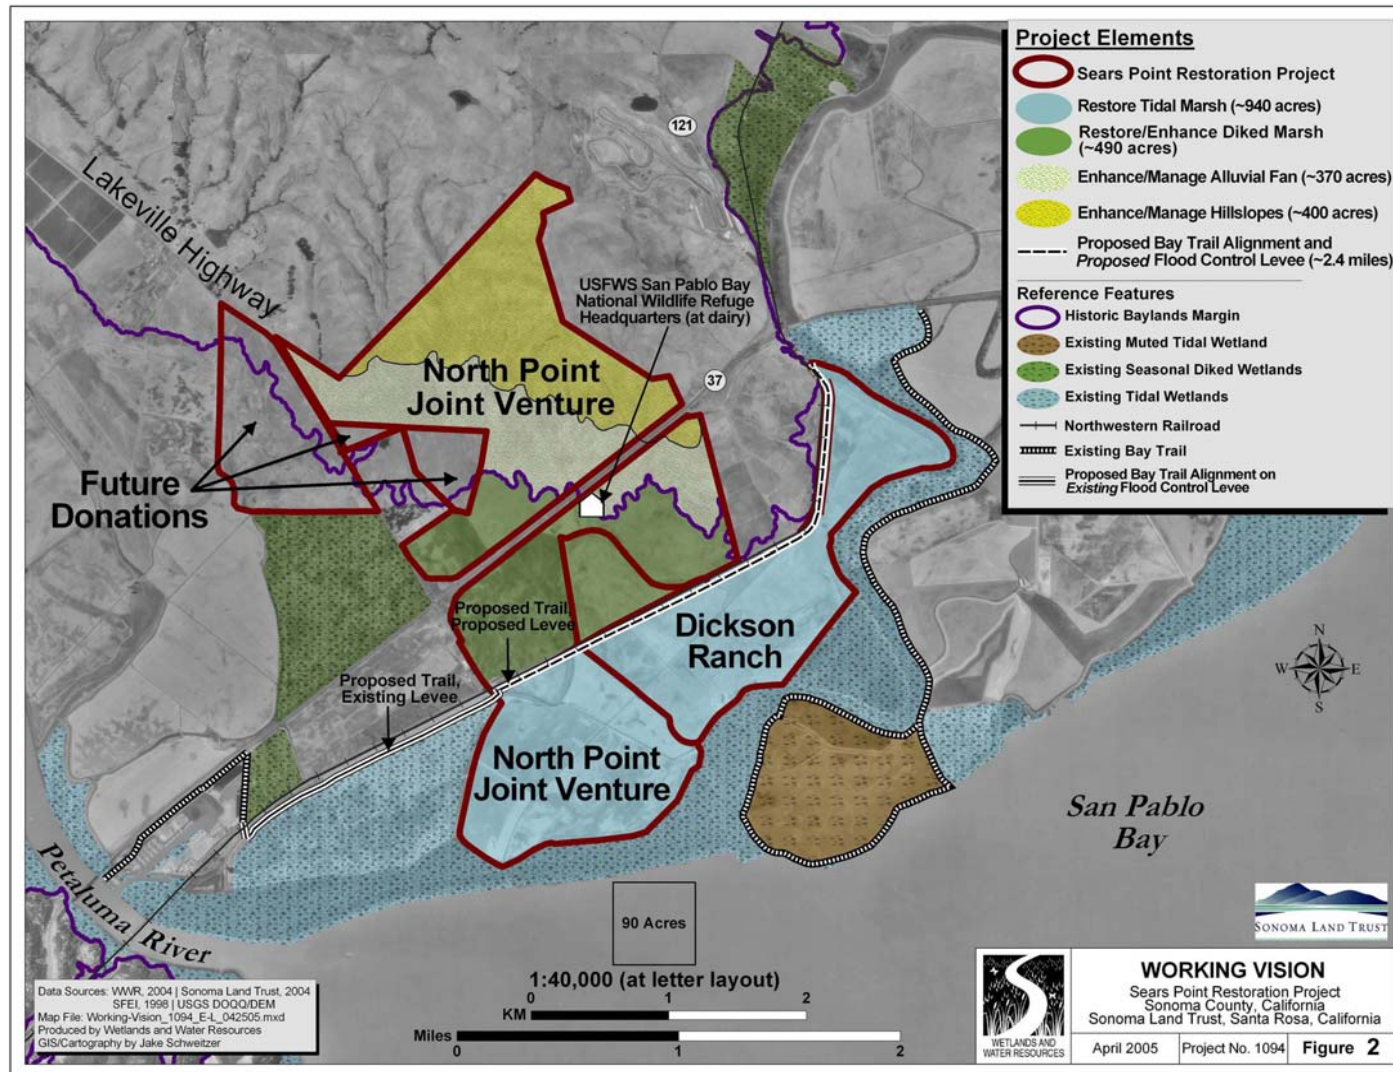 Project Elements
Sears Point Restoration Project
Restore Tidal Marsh (~940 acres)
Restore/Enhance Diked Marsh
(~490 acres)
Enhance/Manage Alluvial Fan (~370 acres)
Enhance/Manage Hillslopes (~400 acres)
Proposed Bay Trail Alignment and
Proposed Flood Control Levee (~2.4 miles)
Reference Features
Historic Baylands Margin
Existing Muted Tidal Wetland
Existing Seasonal Diked Wetlands
Existing Tidal Wetlands
Northwestern Railroad
Existing Bay Trail
Proposed Bay Trail Alignment on
Existing Flood Control Levee
121
Lakeville Highway
USFWS San Pablo Bay
National Wildlife Refuge
Headquarters (at dairy)
North Point
Joint Venture
37
Future
Donations
Proposed Trail,
Proposed Levee
Dickson
Ranch
Proposed Trail,
Existing Levee
North Point
Joint Venture
N
W
E
S
San Pablo
Bay
Petaluma River
90 Acres
1:40,000 (at letter layout)
0 1 2
KM
Miles
0 1 2
Data Sources: WWR, 2004 | Sonoma Land Trust, 2004
SFEI, 1998 | USGS DOQQ/DEM
Map File: Working-Vision_1094_E-L_042505.mxd
Produced by Wetlands and Water Resources
GIS/Cartography by Jake Schweitzer
SONOMA LAND TRUST
WETLANDS AND
WATER RESOURCES
WORKING VISION
Sears Point Restoration Project
Sonoma County, California
Sonoma Land Trust, Santa Rosa, California
April 2005
Project No. 1094
Figure 2